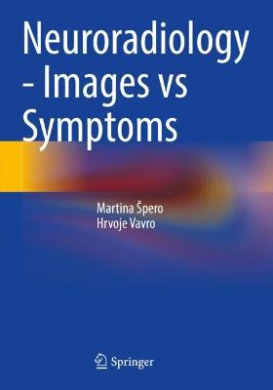 Neuroradiology
- Images vs
Symptoms
Martina Špero
Hrvoje Vavro
Springer